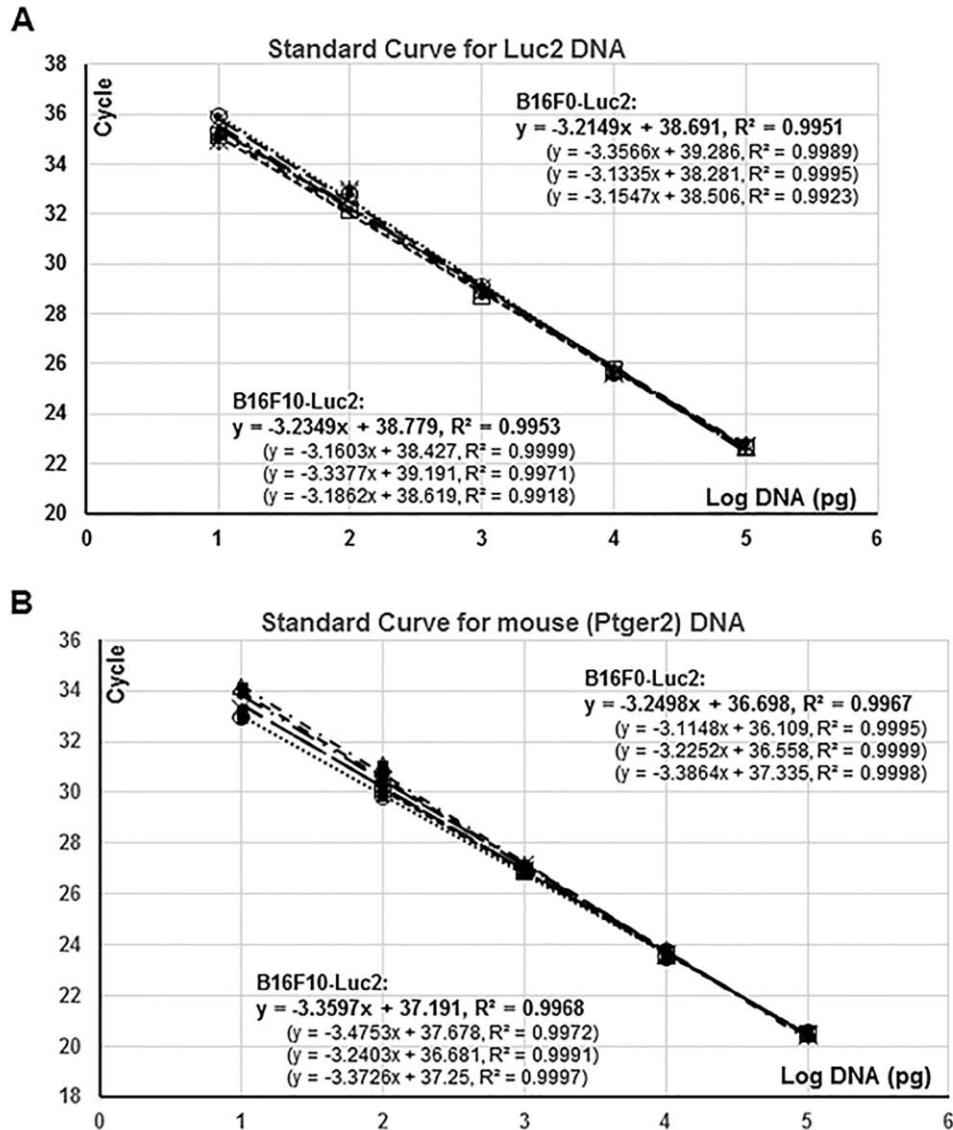 A
Standard Curve for Luc2 DNA
38
36
34
32
30
28
26
24
22
20
Cycle
B16F0-Luc2:
y = -3.2149x + 38.691, R² = 0.9951
(y = -3.3566x + 39.286, R² = 0.9989)
(y = -3.1335x + 38.281, R² = 0.9995)
(y = -3.1547x + 38.506, R² = 0.9923)
B16F10-Luc2:
y = -3.2349x + 38.779, R² = 0.9953
(y = -3.1603x + 38.427, R² = 0.9999)
(y = -3.3377x + 39.191, R² = 0.9971)
(y = -3.1862x + 38.619, R² = 0.9918)
Log DNA (pg)
0 1 2 3 4 5 6
B
Standard Curve for mouse (Ptger2) DNA
36
34
32
30
28
26
24
22
20
18
Cycle
B16F0-Luc2:
y = -3.2498x + 36.698, R² = 0.9967
(y = -3.1148x + 36.109, R² = 0.9995)
(y = -3.2252x + 36.558, R² = 0.9999)
(y = -3.3864x + 37.335, R² = 0.9998)
B16F10-Luc2:
y = -3.3597x + 37.191, R² = 0.9968
(y = -3.4753x + 37.678, R² = 0.9972)
(y = -3.2403x + 36.681, R² = 0.9991)
(y = -3.3726x + 37.25, R² = 0.9997)
Log DNA (pg)
0 1 2 3 4 5 6